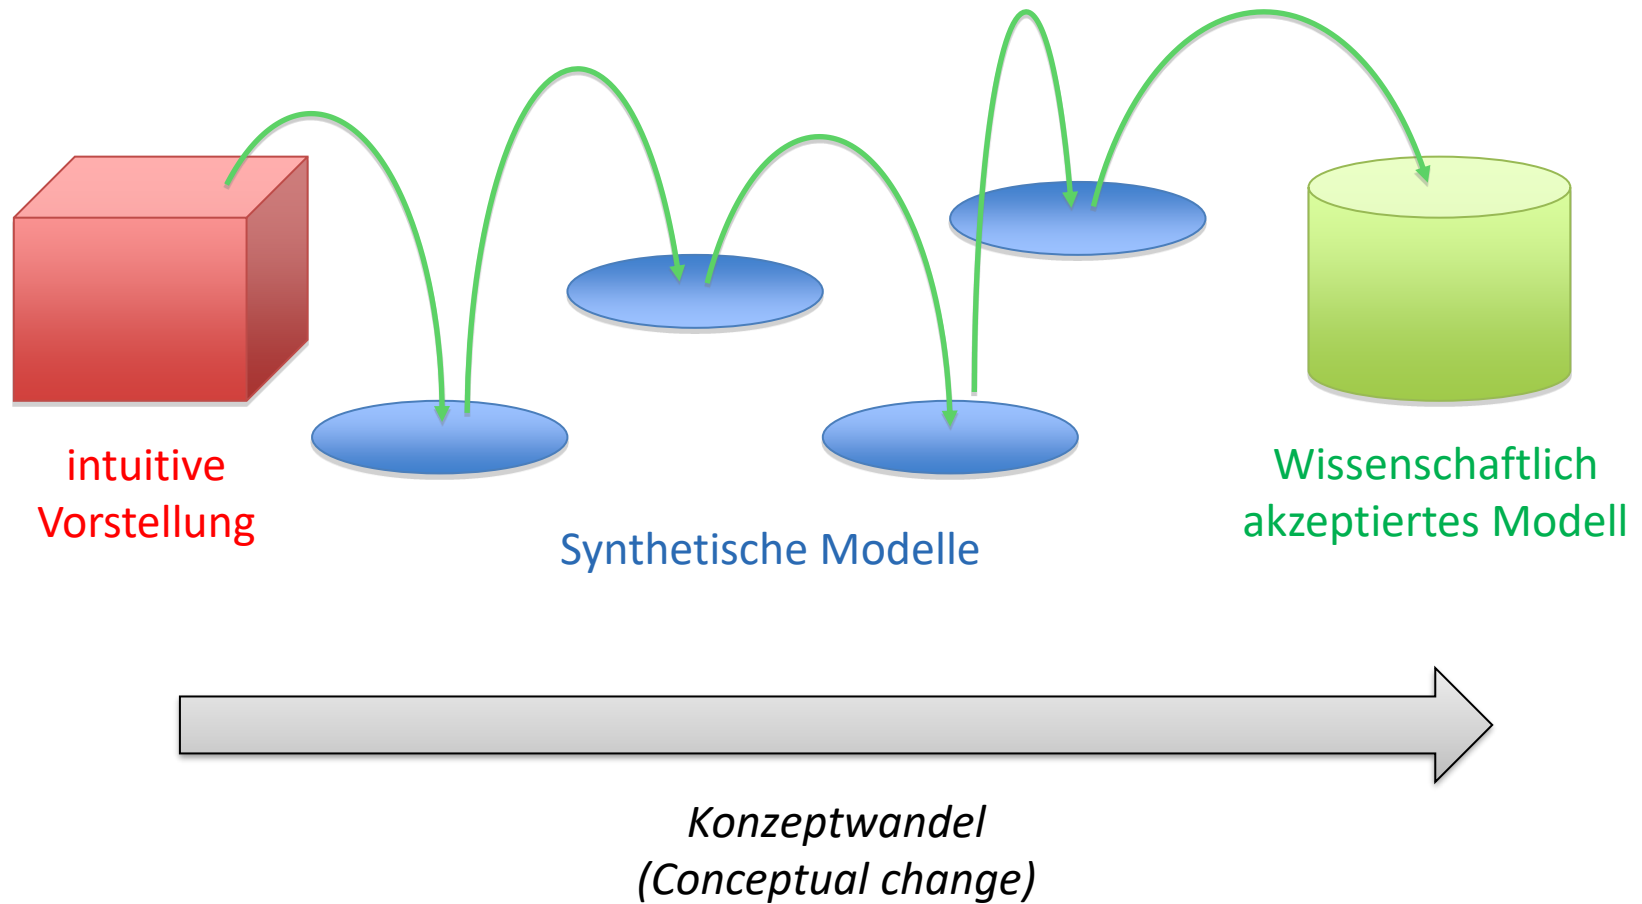 intuitive
Vorstellung
Synthetische Modelle
Wissenschaftlich
akzeptiertes Modell
Konzeptwandel
(Conceptual change)